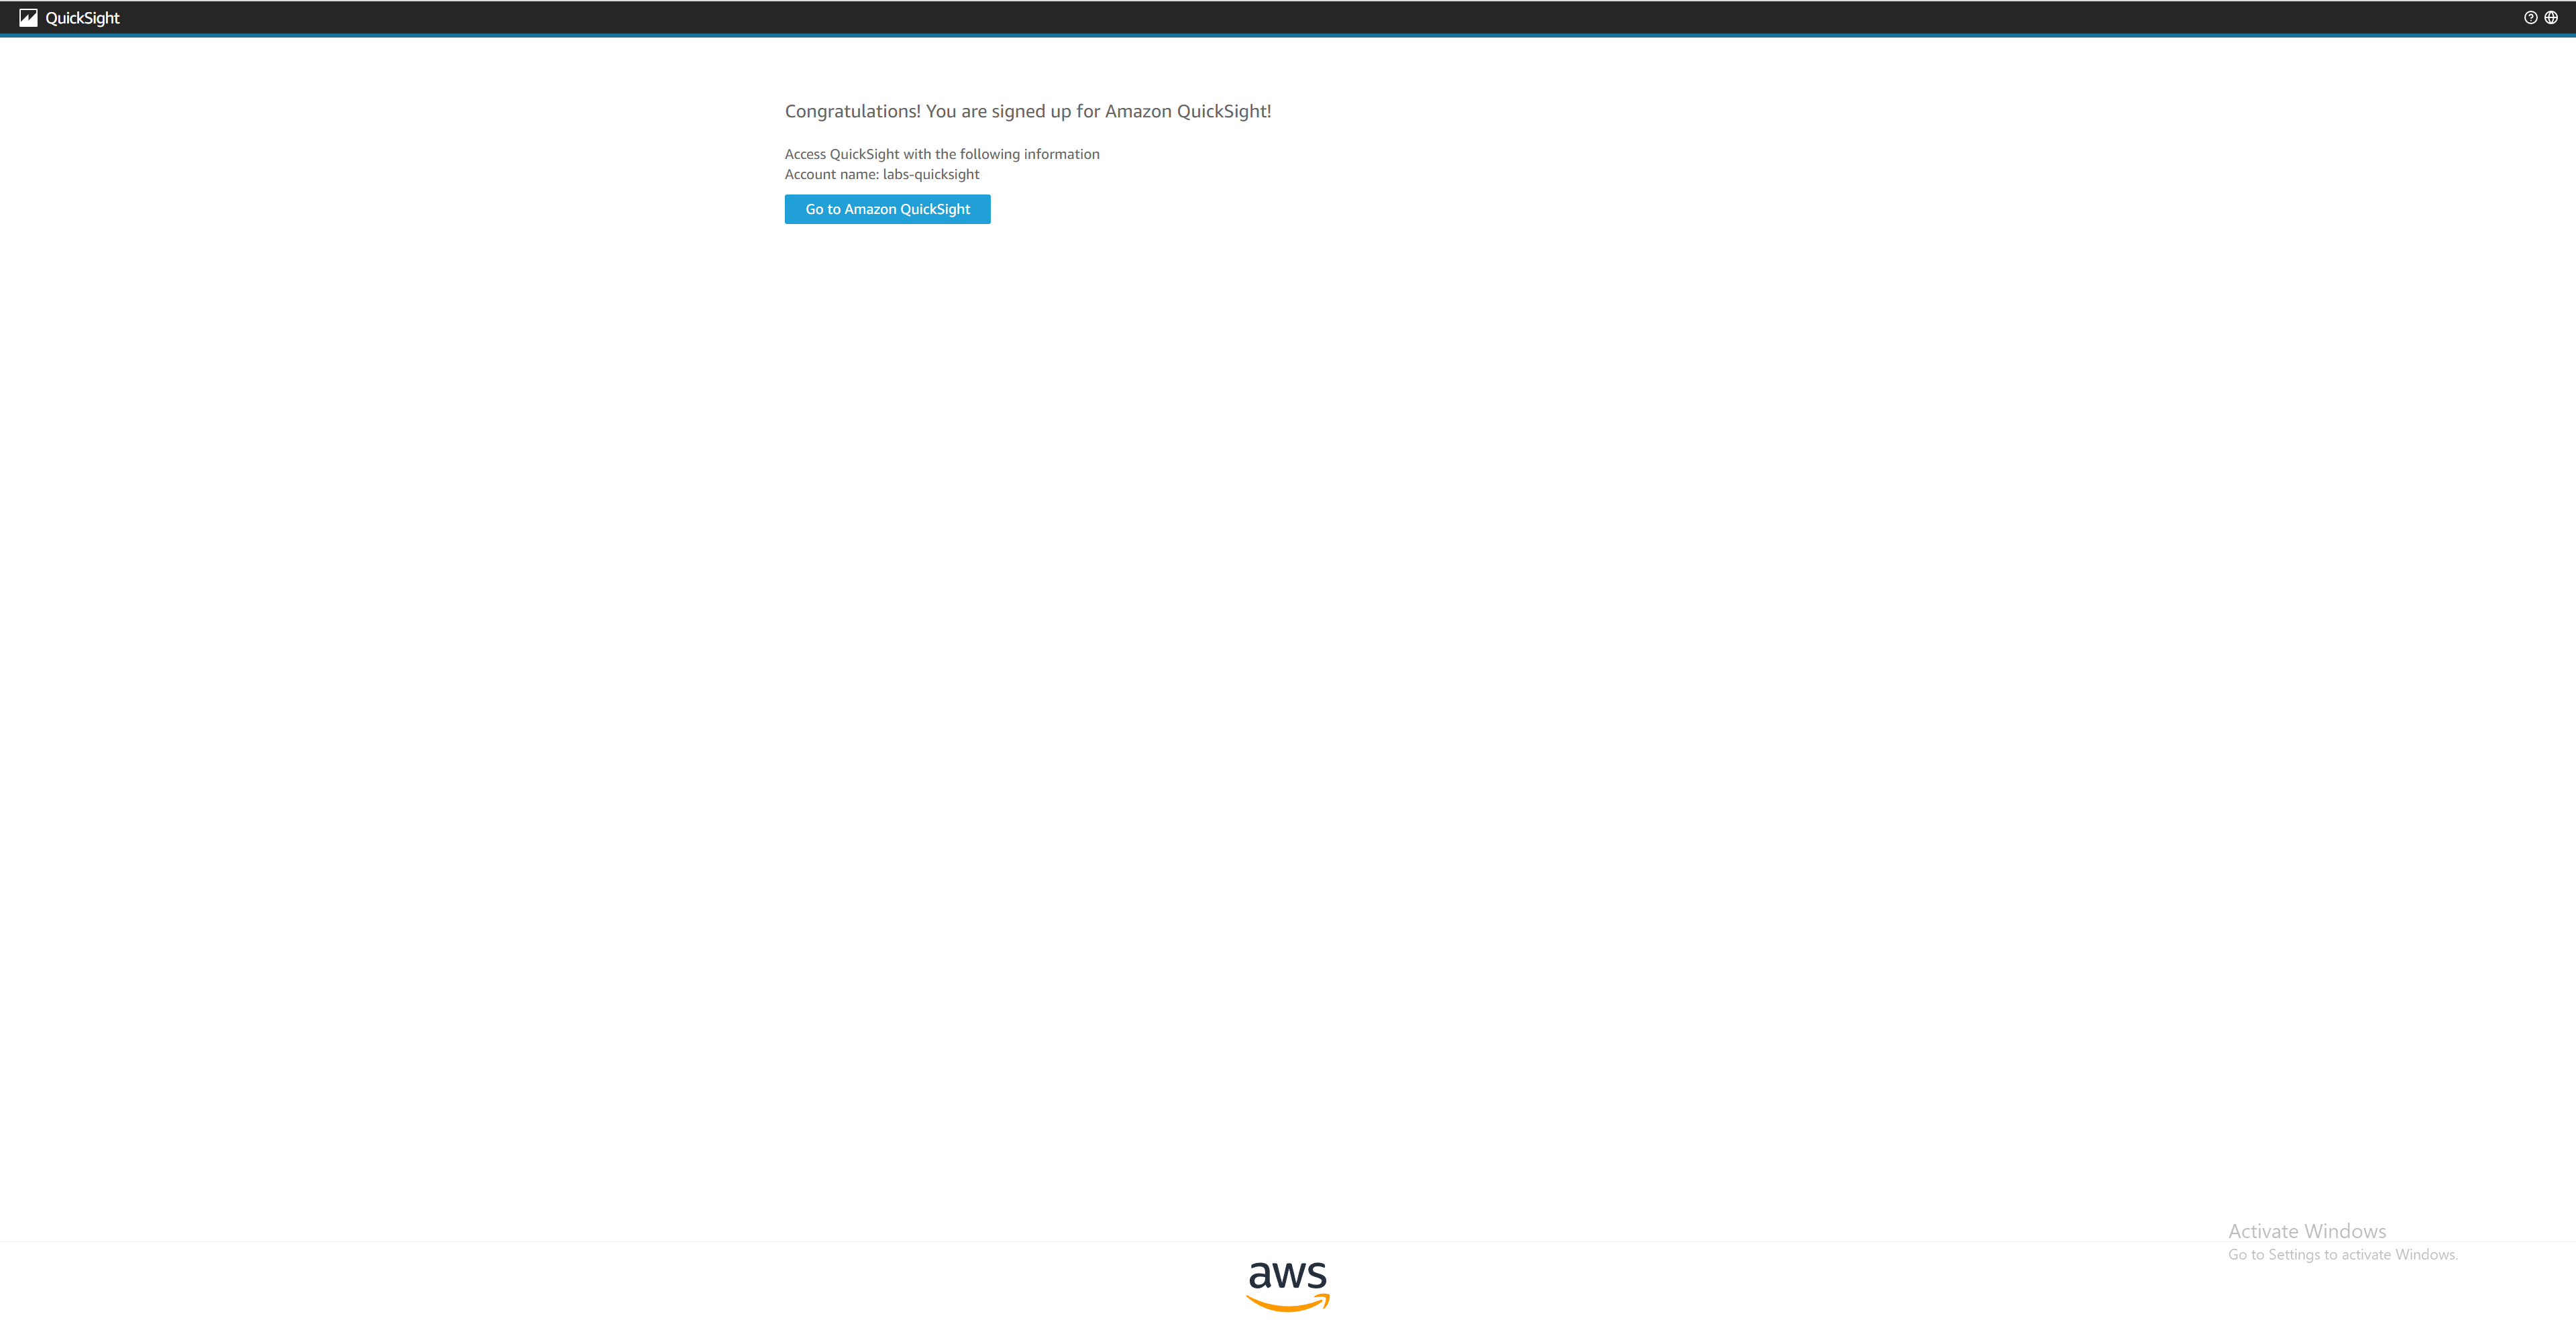 QuickSight
Congratulations! You are signed up for Amazon QuickSight!
Access QuickSight with the following information
Account name: labs-quicksight
Go to Amazon QuickSight
Activate Windows
Go to Settings to activate Windows.
aws